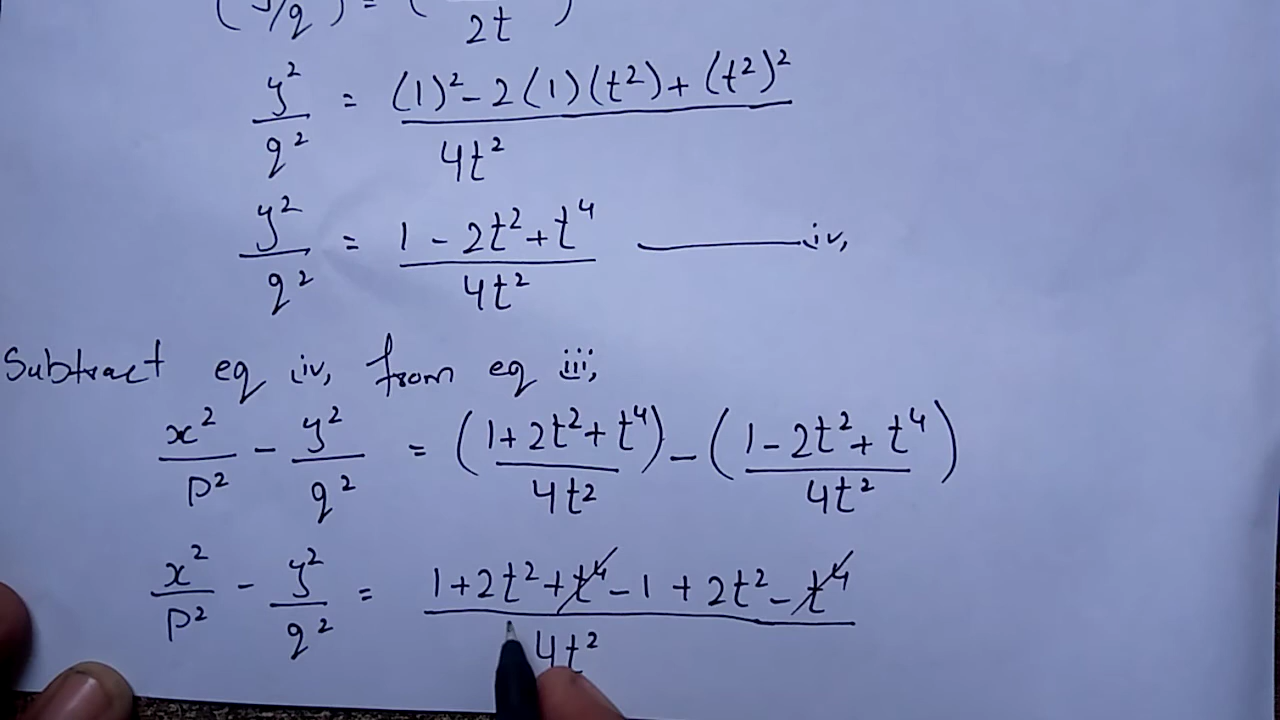 (y/q) = ( 2t )
y²/q² = (1)² - 2(1)(t²) + (t²)² / 4t²
y²/q² = 1 - 2t² + t⁴ / 4t² ———— iv,
Subtract eq iv, from eq iii,
x²/p² - y²/q² = (1 + 2t² + t⁴ / 4t²) - (1 - 2t² + t⁴ / 4t²)
x²/p² - y²/q² = 1 + 2t² + t⁴ - 1 + 2t² - t⁴ / 4t²